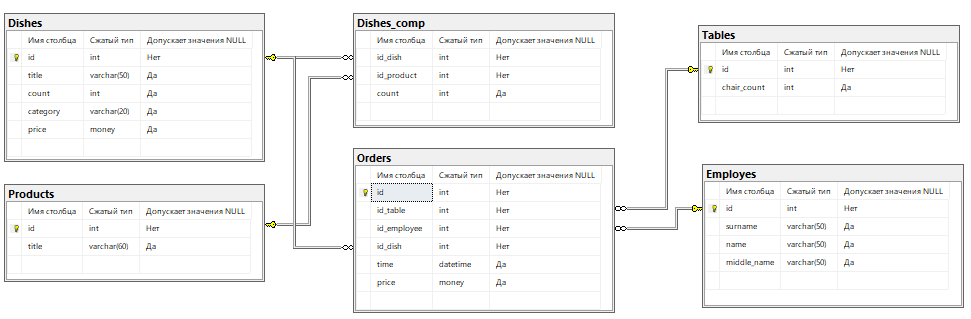 Dishes
Имя столбца Сжатый тип Допускает значения NULL
id int Нет
title varchar(50) Да
count int Да
category varchar(20) Да
price money Да
Products
Имя столбца Сжатый тип Допускает значения NULL
id int Нет
title varchar(60) Да
Dishes_comp
Имя столбца Сжатый тип Допускает значения NULL
id_dish int Нет
id_product int Нет
count int Да
Orders
Имя столбца Сжатый тип Допускает значения NULL
id int Нет
id_table int Нет
id_employee int Нет
id_dish int Нет
time datetime Да
price money Да
Tables
Имя столбца Сжатый тип Допускает значения NULL
id int Нет
chair_count int Да
Employes
Имя столбца Сжатый тип Допускает значения NULL
id int Нет
surname varchar(50) Да
name varchar(50) Да
middle_name varchar(50) Да